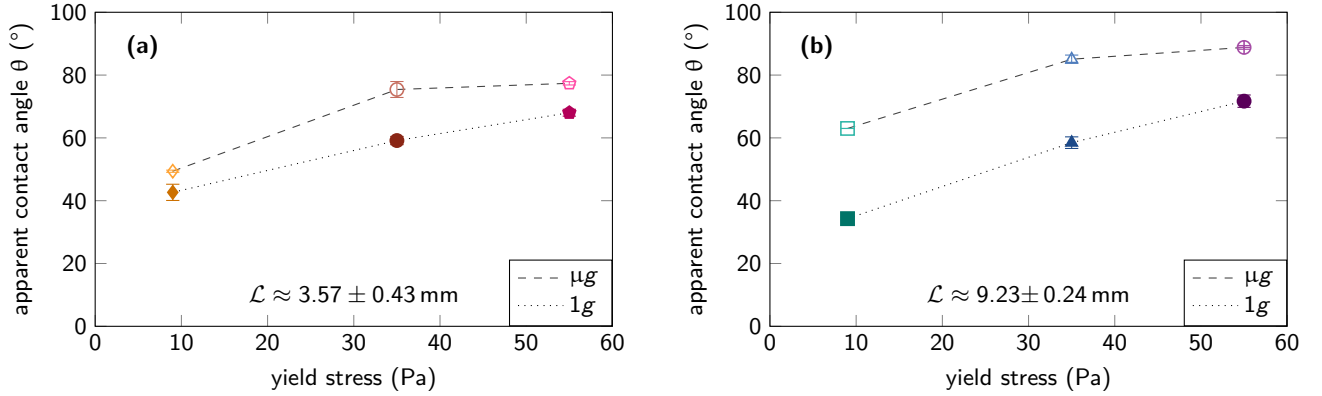 (a)
apparent contact angle θ (°)
100
80
60
40
20
0
0 10 20 30 40 50 60
yield stress (Pa)
ℒ ≈ 3.57 ± 0.43 mm
μg
1g
(b)
apparent contact angle θ (°)
100
80
60
40
20
0
0 10 20 30 40 50 60
yield stress (Pa)
ℒ ≈ 9.23± 0.24 mm
μg
1g